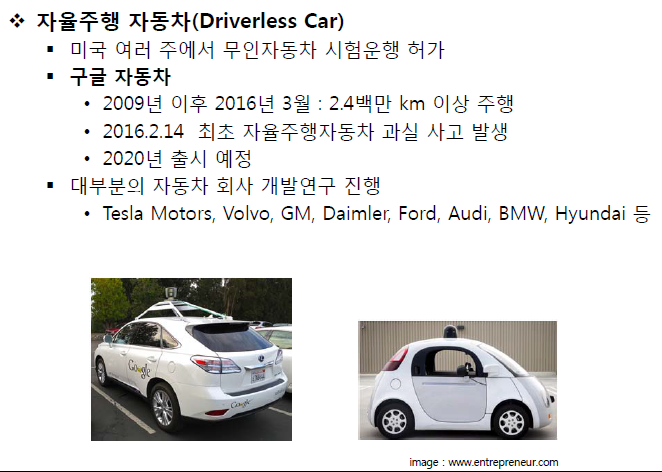 ❖ 자율주행 자동차(Driverless Car)
▪ 미국 여러 주에서 무인자동차 시험운행 허가
▪ 구글 자동차
• 2009년 이후 2016년 3월 : 2.4백만 km 이상 주행
• 2016.2.14 최초 자율주행자동차 과실 사고 발생
• 2020년 출시 예정
▪ 대부분의 자동차 회사 개발연구 진행
• Tesla Motors, Volvo, GM, Daimler, Ford, Audi, BMW, Hyundai 등
Google
Google
image : www.entrepreneur.com